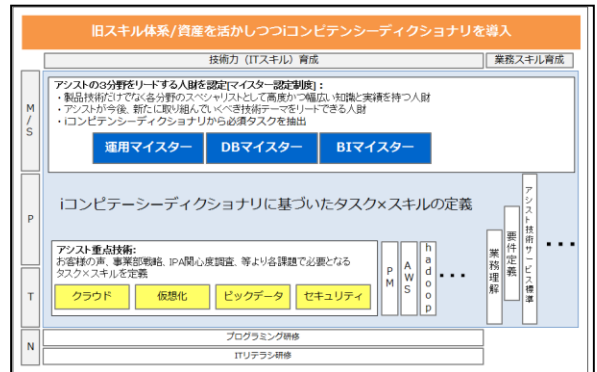 旧スキル体系/資産を活かしつつiコンピテンシーディクショナリを導入
技術力（ITスキル）育成
業務スキル育成
M/S
アシストの3分野をリードする人財を認定[マイスター認定制度]：
・製品技術だけでなく各分野のスペシャリストとして高度かつ幅広い知識と実績を持つ人財
・アシストが今後、新たに取り組んでいくべき技術テーマをリードできる人財
・iコンピテンシーディクショナリから必須タスクを抽出
運用マイスター
DBマイスター
BIマイスター
P
iコンピテーシーディクショナリに基づいたタスク×スキルの定義
T
アシスト重点技術:
お客様の声、事業部戦略、IPA関心度調査、等より各課題で必要となる
タスク×スキルを定義
クラウド
仮想化
ビックデータ
セキュリティ
PM
AWS
hadoop
・・・
業務理解
要件定義
アシスト技術サービス標準
・・・
N
プログラミング研修
ITリテラシ研修